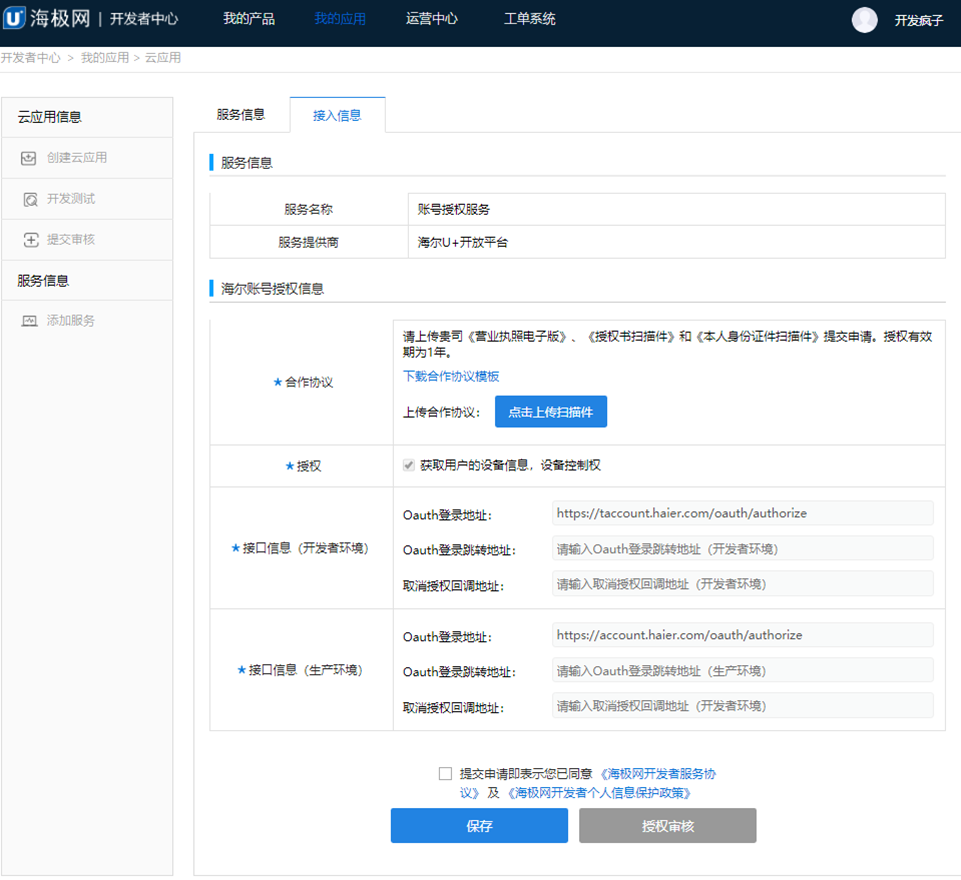 U+ 海极网 | 开发者中心 我的产品 我的应用 运营中心 工单系统 开发疯子
开发者中心 > 我的应用 > 云应用
云应用信息
创建云应用
开发测试
提交审核
服务信息
添加服务
服务信息 接入信息
服务信息
服务名称 账号授权服务
服务提供商 海尔U+开放平台
海尔账号授权信息
★合作协议
请上传贵司《营业执照电子版》、《授权书扫描件》和《本人身份证件扫描件》提交申请。授权有效
期为1年。
下载合作协议模板
上传合作协议： 点击上传扫描件
★授权 获取用户的设备信息，设备控制权
★接口信息（开发者环境）
Oauth登录地址： https://taccount.haier.com/oauth/authorize
Oauth登录跳转地址： 请输入Oauth登录跳转地址（开发者环境）
取消授权回调地址： 请输入取消授权回调地址（开发者环境）
★接口信息（生产环境）
Oauth登录地址： https://account.haier.com/oauth/authorize
Oauth登录跳转地址： 请输入Oauth登录跳转地址（生产环境）
取消授权回调地址： 请输入取消授权回调地址（开发者环境）
提交申请即表示您已同意 《海极网开发者服务协
议》 及 《海极网开发者个人信息保护政策》
保存 授权审核